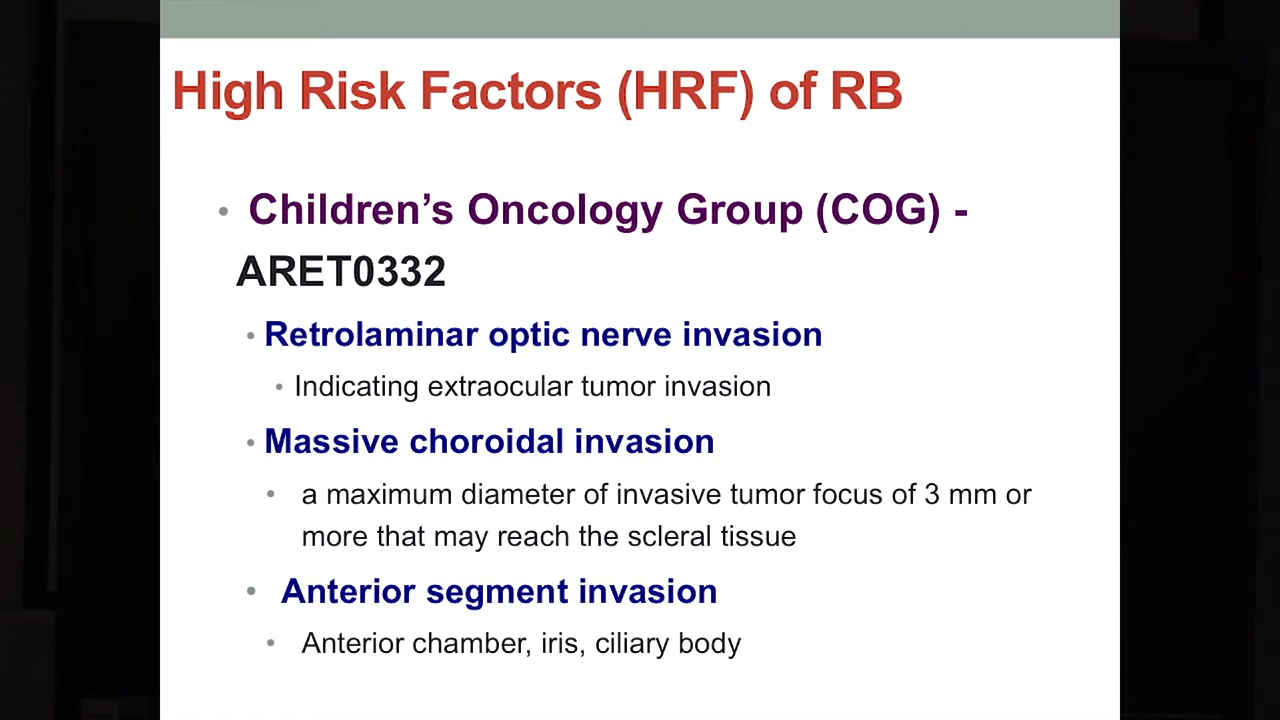 High Risk Factors (HRF) of RB
• Children’s Oncology Group (COG) -
ARET0332
• Retrolaminar optic nerve invasion
• Indicating extraocular tumor invasion
• Massive choroidal invasion
• a maximum diameter of invasive tumor focus of 3 mm or
more that may reach the scleral tissue
• Anterior segment invasion
• Anterior chamber, iris, ciliary body